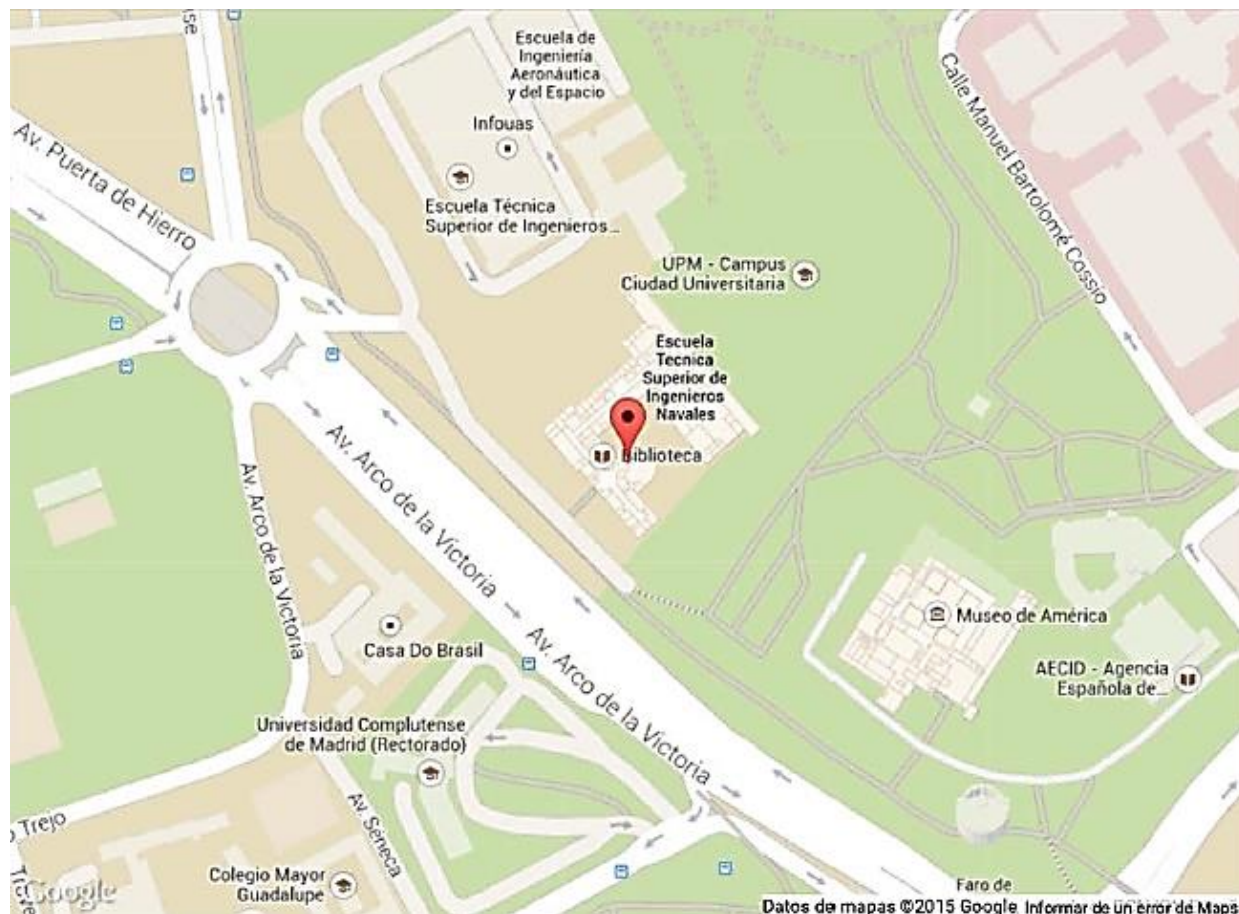 Escuela de
Ingeniería
Aeronáutica
y del Espacio
Infouas
Escuela Técnica
Superior de Ingenieros...
Av. Puerta de Hierro
Calle Manuel Bartolomé Cossio
UPM - Campus
Ciudad Universitaria
Escuela
Tecnica
Superior de
Ingenieros
Navales
Biblioteca
Av. Arco de la Victoria
Av. Arco de la Victoria
Av. Arco de la Victoria
Casa Do Brasil
Museo de América
AECID - Agencia
Española de...
Universidad Complutense
de Madrid (Rectorado)
Av. Séneca
Trejo
Colegio Mayor
Guadalupe
Faro de
Google
Datos de mapas ©2015 Google
Informar de un error de Maps